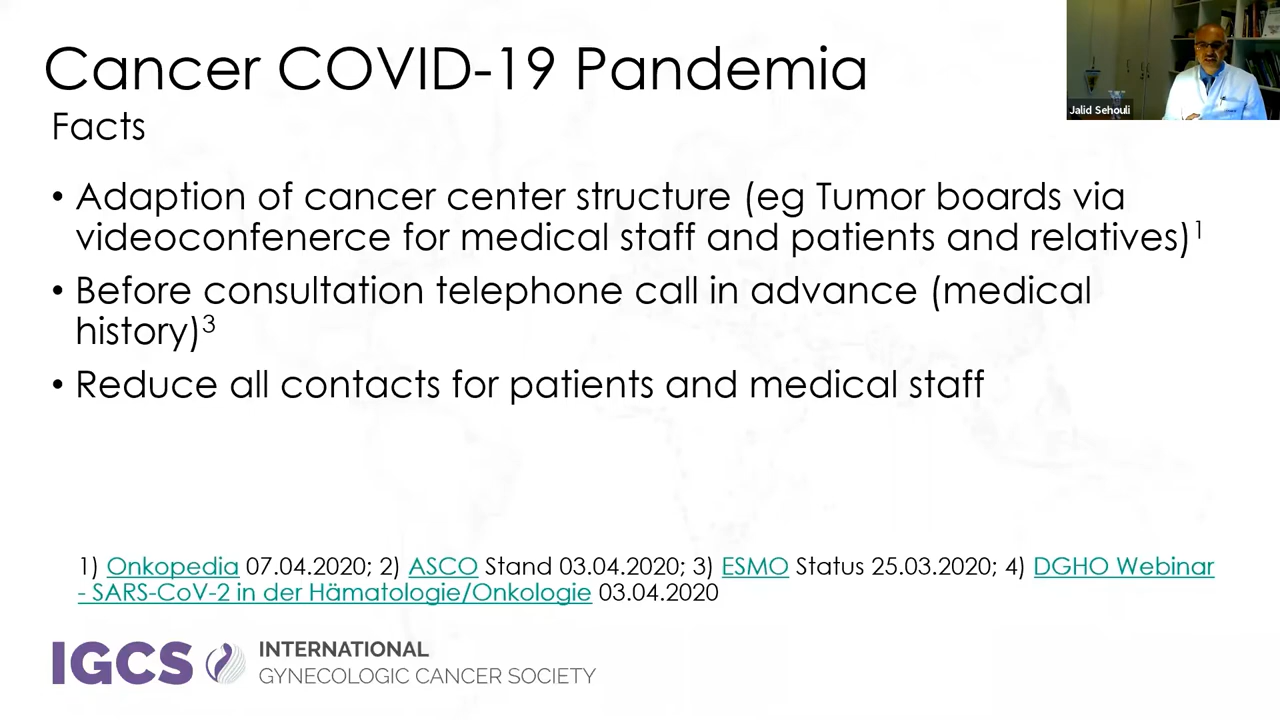 Cancer COVID-19 Pandemia
Facts
Jalid Sehouli
• Adaption of cancer center structure (eg Tumor boards via
videoconfenerce for medical staff and patients and relatives)1
• Before consultation telephone call in advance (medical
history)3
• Reduce all contacts for patients and medical staff
1) Onkopedia 07.04.2020; 2) ASCO Stand 03.04.2020; 3) ESMO Status 25.03.2020; 4) DGHO Webinar
- SARS-CoV-2 in der Hämatologie/Onkologie 03.04.2020
IGCS
INTERNATIONAL
GYNECOLOGIC CANCER SOCIETY